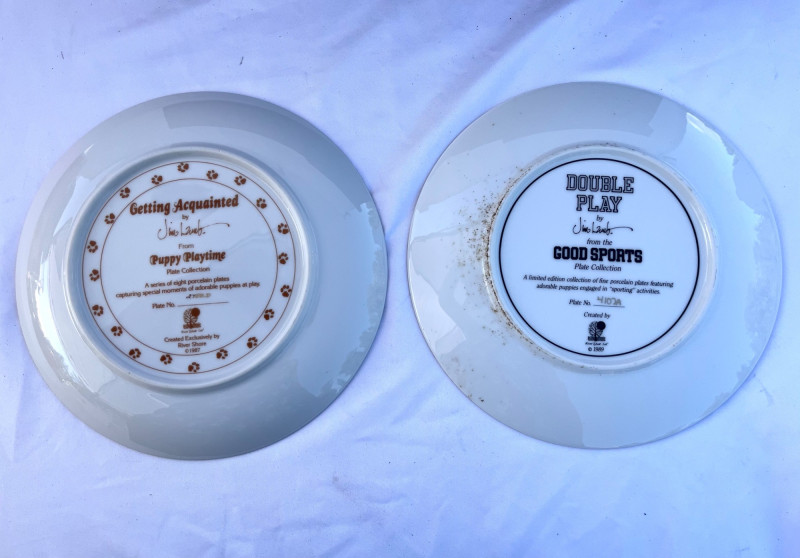 Getting Acquainted
by
Jim Lamb
From
Puppy Playtime
Plate Collection
A series of eight porcelain plates
capturing special moments of adorable puppies at play
Plate No.
Created Exclusively by
River Shore
©1987
DOUBLE
PLAY
by
Jim Lamb
from the
GOOD SPORTS
Plate Collection
A limited edition collection of fine porcelain plates featuring
adorable puppies engaged in "sporting" activities.
Plate No.
Created by
© 1989